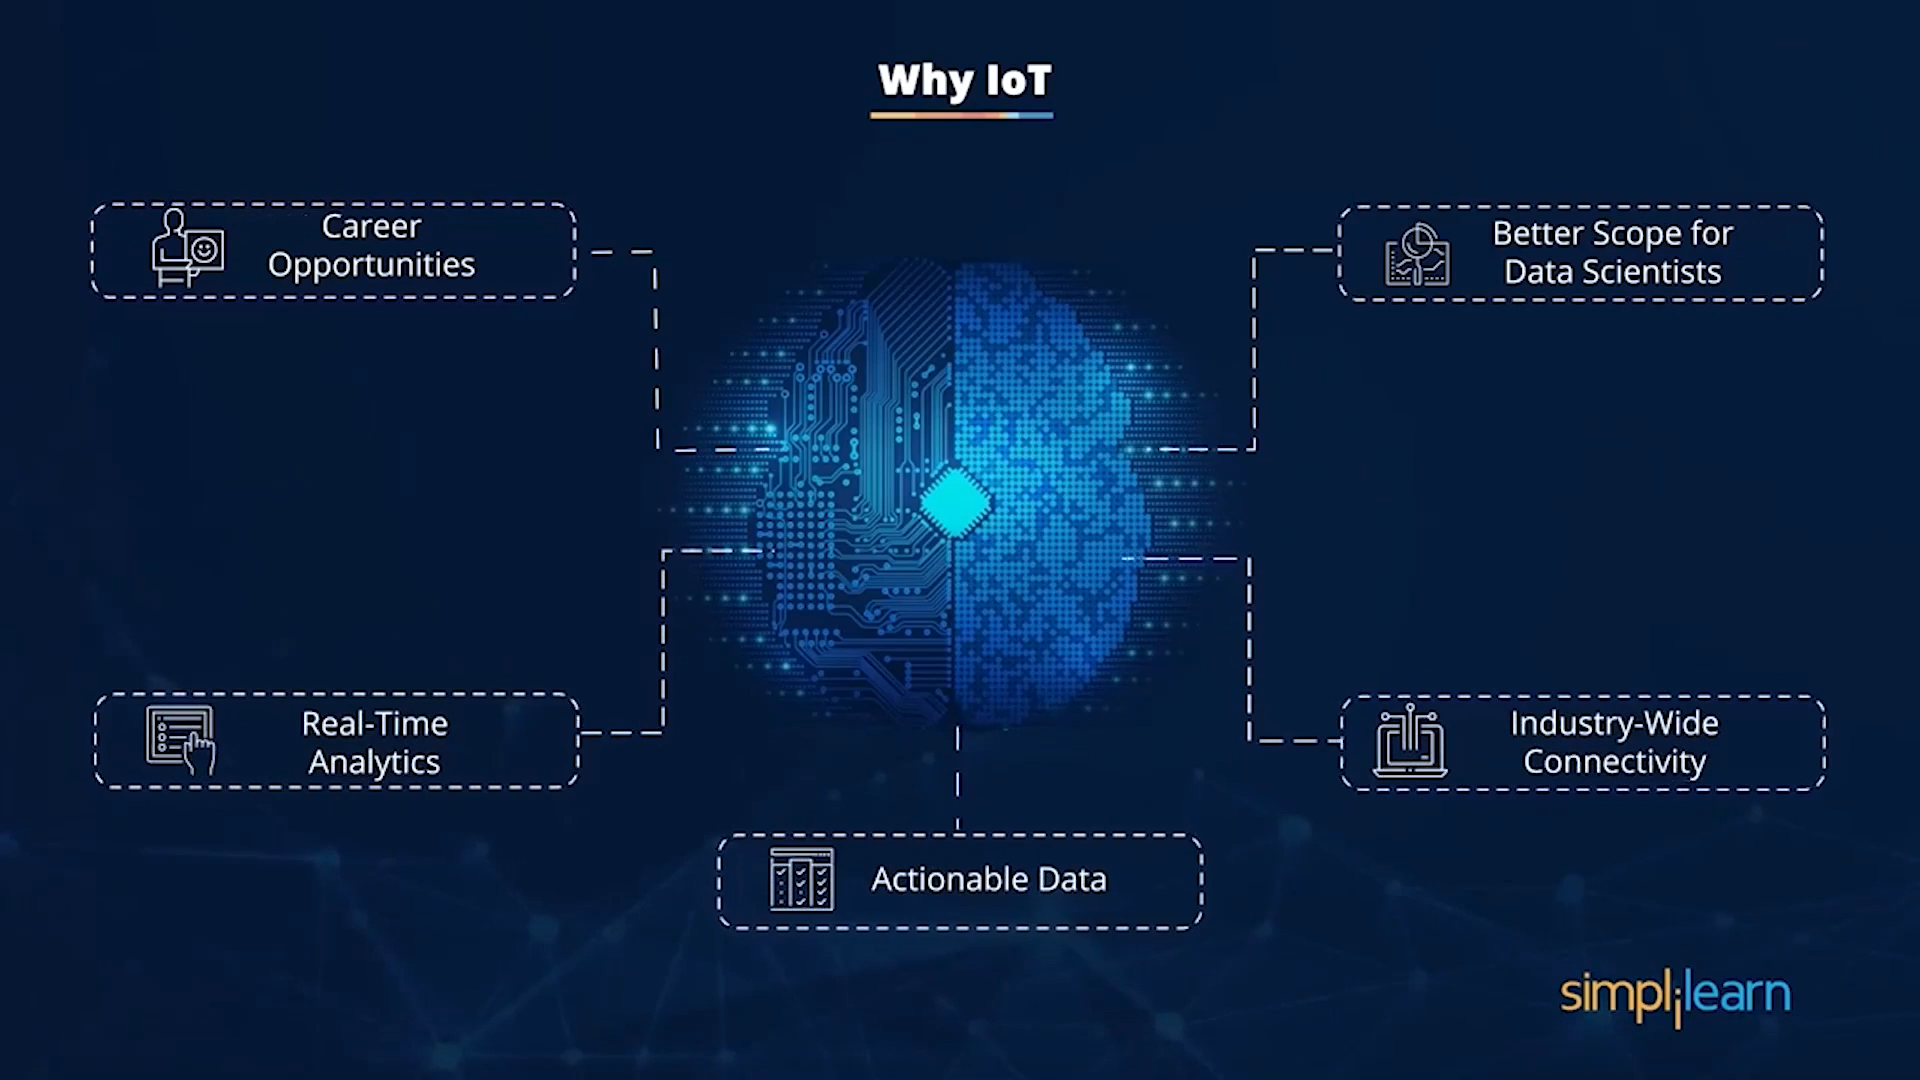 Why IoT
Career
Opportunities
Better Scope for
Data Scientists
Real-Time
Analytics
Industry-Wide
Connectivity
Actionable Data
simplilearn